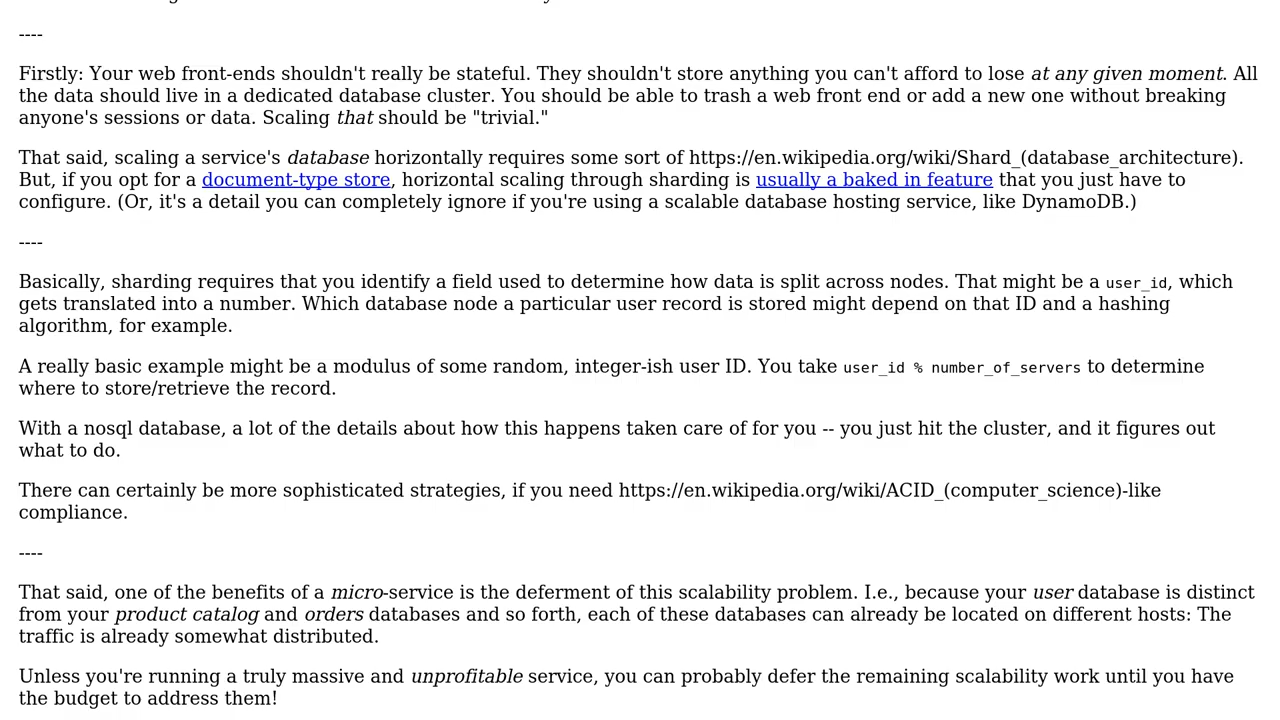 ----
Firstly: Your web front-ends shouldn't really be stateful. They shouldn't store anything you can't afford to lose at any given moment. All
the data should live in a dedicated database cluster. You should be able to trash a web front end or add a new one without breaking
anyone's sessions or data. Scaling that should be "trivial."
That said, scaling a service's database horizontally requires some sort of https://en.wikipedia.org/wiki/Shard_(database_architecture).
But, if you opt for a document-type store, horizontal scaling through sharding is usually a baked in feature that you just have to
configure. (Or, it's a detail you can completely ignore if you're using a scalable database hosting service, like DynamoDB.)
----
Basically, sharding requires that you identify a field used to determine how data is split across nodes. That might be a user_id, which
gets translated into a number. Which database node a particular user record is stored might depend on that ID and a hashing
algorithm, for example.
A really basic example might be a modulus of some random, integer-ish user ID. You take user_id % number_of_servers to determine
where to store/retrieve the record.
With a nosql database, a lot of the details about how this happens taken care of for you -- you just hit the cluster, and it figures out
what to do.
There can certainly be more sophisticated strategies, if you need https://en.wikipedia.org/wiki/ACID_(computer_science)-like
compliance.
----
That said, one of the benefits of a micro-service is the deferment of this scalability problem. I.e., because your user database is distinct
from your product catalog and orders databases and so forth, each of these databases can already be located on different hosts: The
traffic is already somewhat distributed.
Unless you're running a truly massive and unprofitable service, you can probably defer the remaining scalability work until you have
the budget to address them!